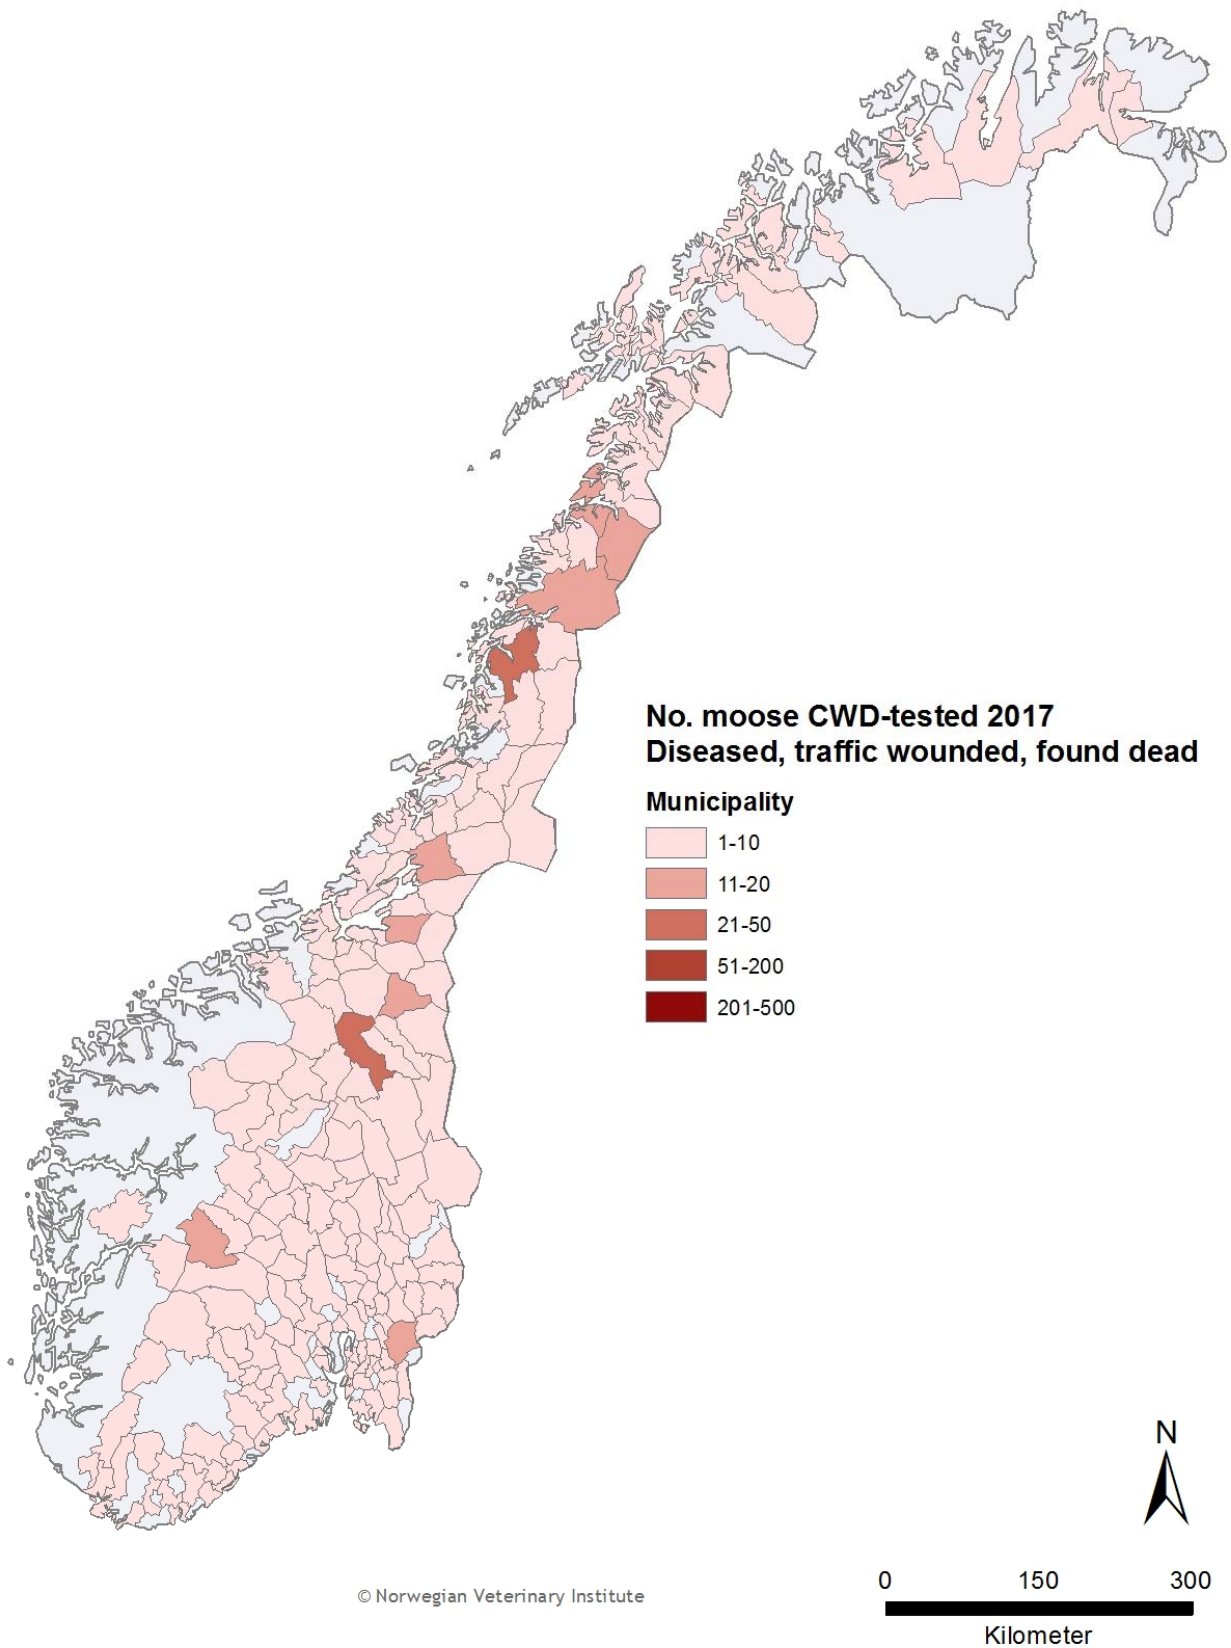 No. moose CWD-tested 2017
Diseased, traffic wounded, found dead
Municipality
1-10
11-20
21-50
51-200
201-500
N
0 150 300
Kilometer
© Norwegian Veterinary Institute